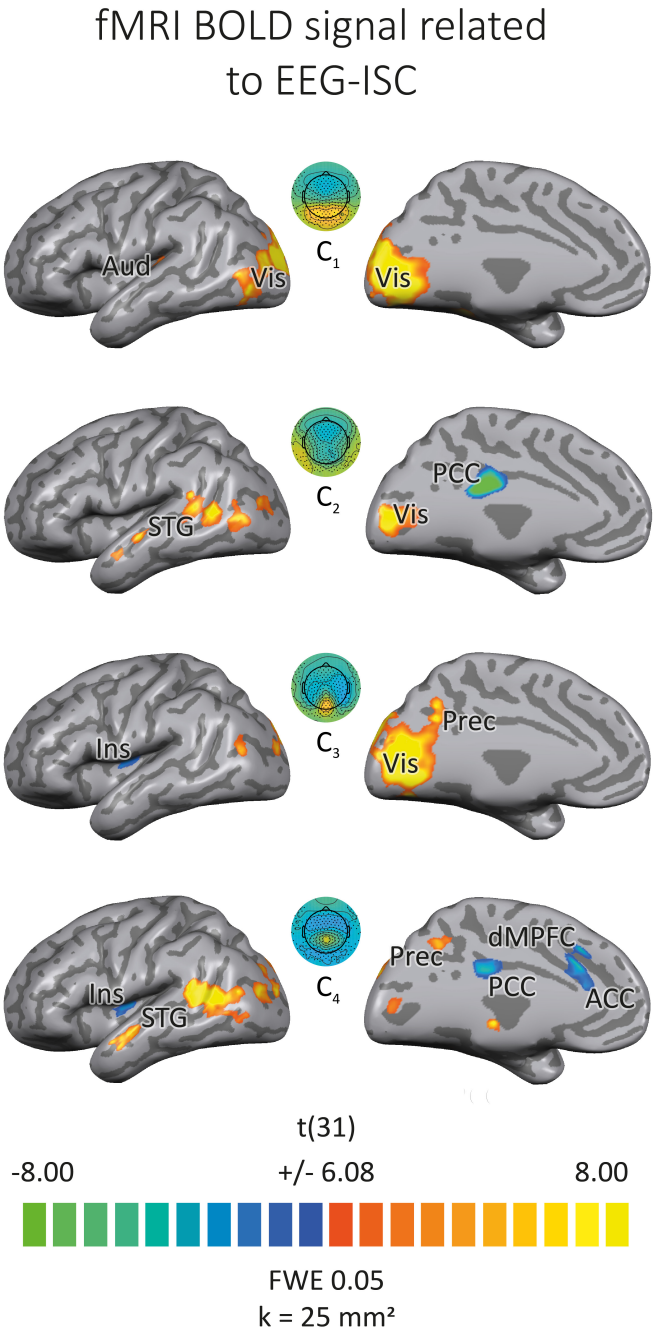 fMRI BOLD signal related
to EEG-ISC
Aud
Vis
C1
Vis
STG
C2
PCC
Vis
Ins
C3
Prec
Vis
Ins
STG
C4
Prec
dMPFC
PCC
ACC
t(31)
-8.00 +/- 6.08 8.00
FWE 0.05
k = 25 mm²